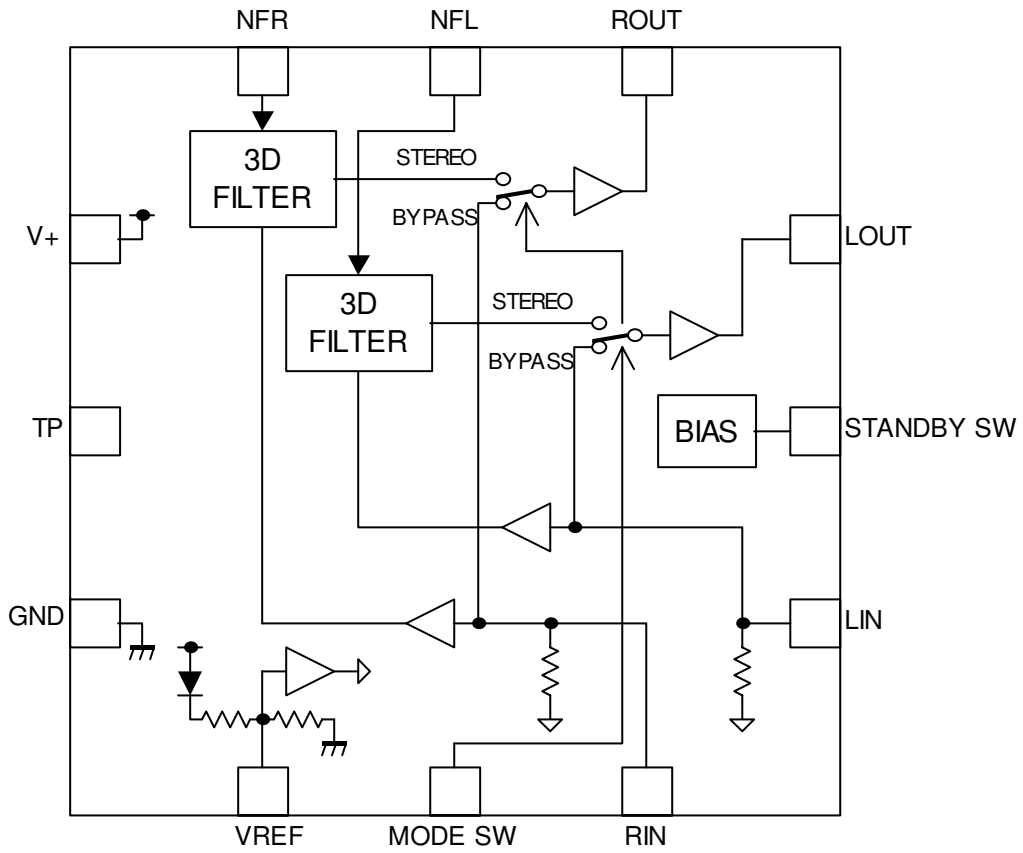 NFR
NFL
ROUT
3D
FILTER
STEREO
BYPASS
V+
LOUT
3D
FILTER
STEREO
BYPASS
TP
BIAS
STANDBY SW
GND
LIN
VREF
MODE SW
RIN